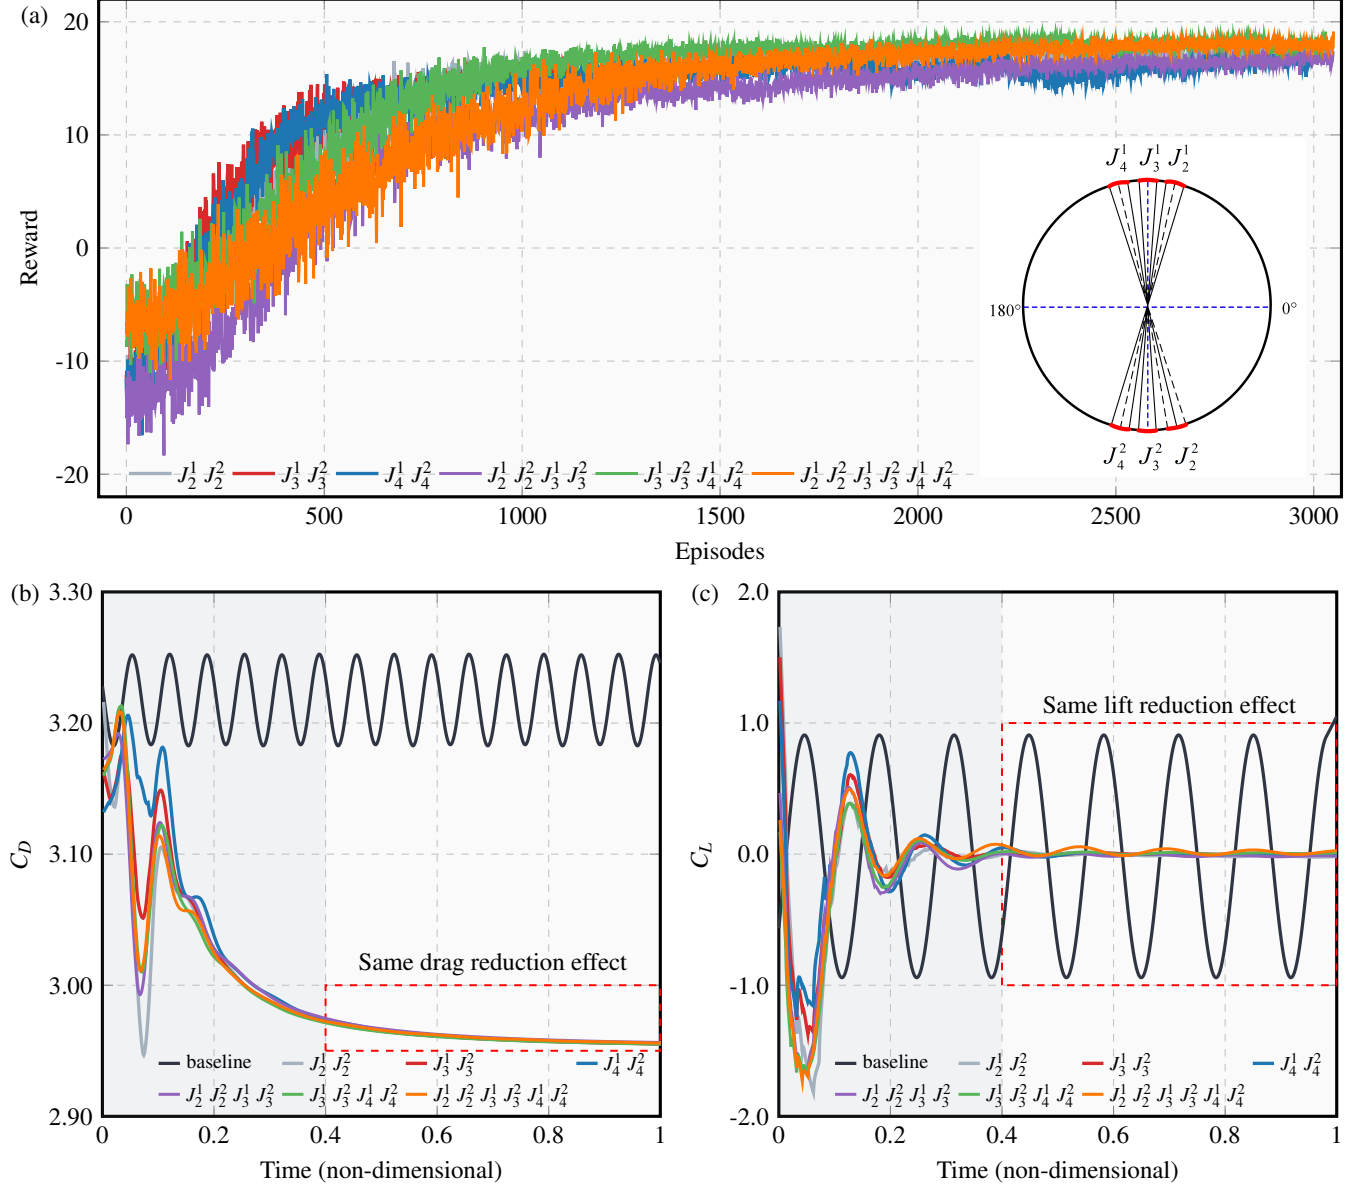 (a)
20
10
0
-10
-20
Reward
J₄¹ J₃¹ J₂¹
180° 0°
J₄² J₃² J₂²
J₂¹ J₂² J₃¹ J₃² J₄¹ J₄² J₂¹ J₂² J₃¹ J₃² J₃¹ J₃² J₄¹ J₄² J₂¹ J₂² J₃¹ J₃² J₄¹ J₄²
0 500 1000 1500 2000 2500 3000
Episodes
(b)
3.30
3.20
3.10
3.00
2.90
C_D
Same drag reduction effect
baseline J₂¹ J₂² J₃¹ J₃² J₄¹ J₄²
J₂¹ J₂² J₃¹ J₃² J₃¹ J₃² J₄¹ J₄² J₂¹ J₂² J₃¹ J₃² J₄¹ J₄²
0 0.2 0.4 0.6 0.8 1
Time (non-dimensional)
(c)
2.0
1.0
0.0
-1.0
-2.0
C_L
Same lift reduction effect
baseline J₂¹ J₂² J₃¹ J₃² J₄¹ J₄²
J₂¹ J₂² J₃¹ J₃² J₃¹ J₃² J₄¹ J₄² J₂¹ J₂² J₃¹ J₃² J₄¹ J₄²
0 0.2 0.4 0.6 0.8 1
Time (non-dimensional)